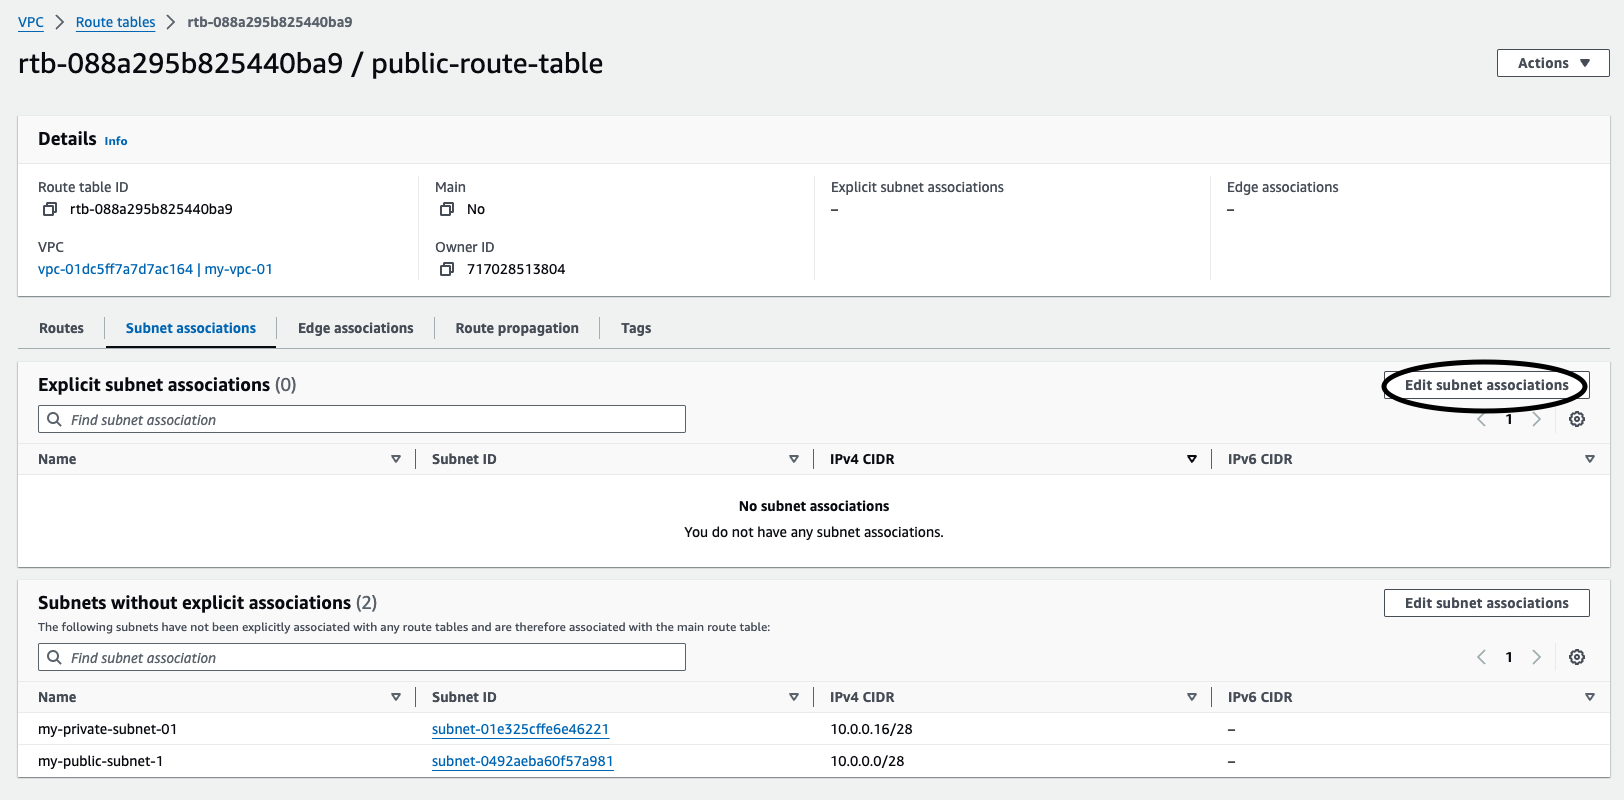 VPC > Route tables > rtb-088a295b825440ba9
rtb-088a295b825440ba9 / public-route-table
Actions
Details Info
Route table ID
rtb-088a295b825440ba9
Main
No
Explicit subnet associations
–
Edge associations
–
VPC
vpc-01dc5ff7a7d7ac164 | my-vpc-01
Owner ID
717028513804
Routes
Subnet associations
Edge associations
Route propagation
Tags
Explicit subnet associations (0)
Edit subnet associations
Find subnet association
1
Name
Subnet ID
IPv4 CIDR
IPv6 CIDR
No subnet associations
You do not have any subnet associations.
Subnets without explicit associations (2)
Edit subnet associations
The following subnets have not been explicitly associated with any route tables and are therefore associated with the main route table:
Find subnet association
1
Name
Subnet ID
IPv4 CIDR
IPv6 CIDR
my-private-subnet-01
subnet-01e325cffe6e46221
10.0.0.16/28
–
my-public-subnet-1
subnet-0492aeba60f57a981
10.0.0.0/28
–